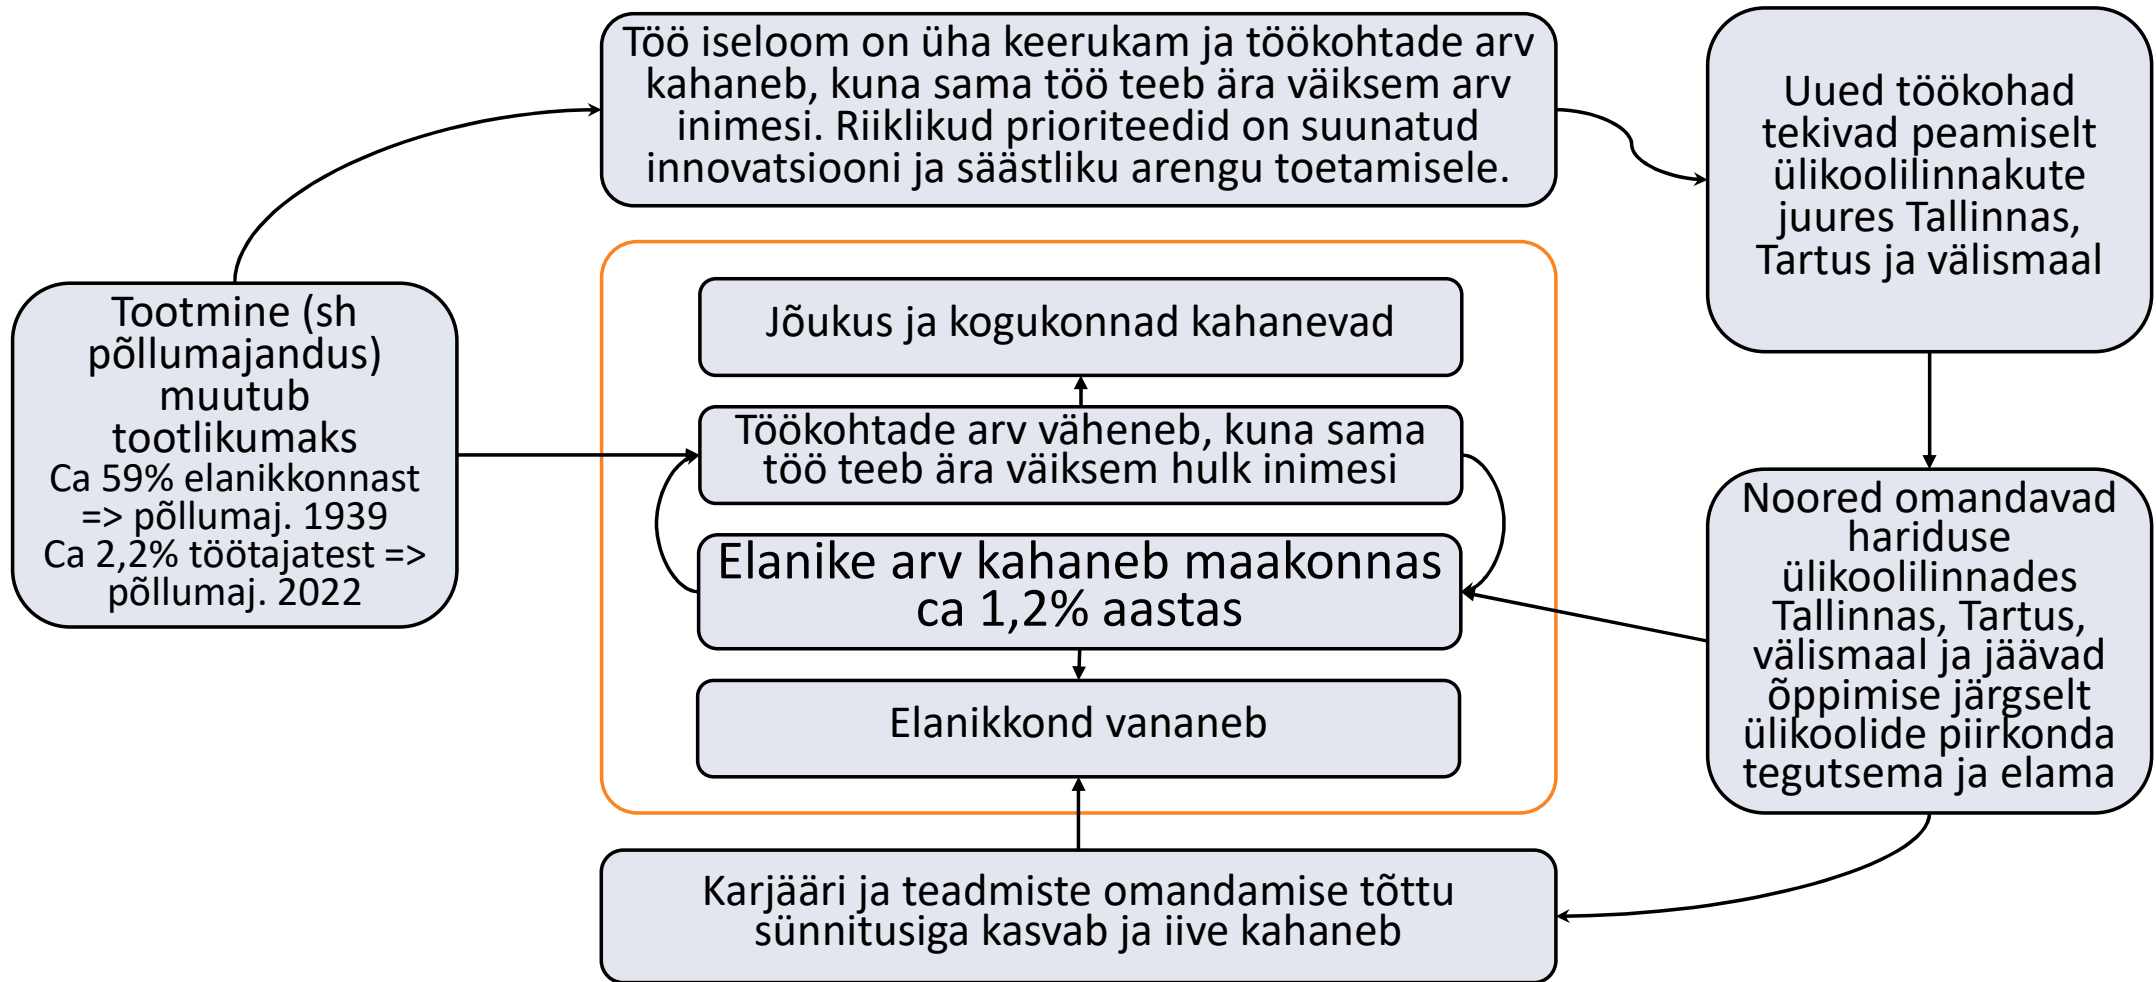 Töö iseloom on üha keerukam ja töökohtade arv
kahaneb, kuna sama töö teeb ära väiksem arv
inimesi. Riiklikud prioriteedid on suunatud
innovatsiooni ja säästliku arengu toetamisele.
Uued töökohad
tekivad peamiselt
ülikoolilinnakute
juures Tallinnas,
Tartus ja välismaal
Tootmine (sh
põllumajandus)
muutub
tootlikumaks
Ca 59% elanikkonnast
=> põllumaj. 1939
Ca 2,2% töötajatest =>
põllumaj. 2022
Jõukus ja kogukonnad kahanevad
Töökohtade arv väheneb, kuna sama
töö teeb ära väiksem hulk inimesi
Elanike arv kahaneb maakonnas
ca 1,2% aastas
Elanikkond vananeb
Noored omandavad
hariduse
ülikoolilinnades
Tallinnas, Tartus,
välismaal ja jäävad
õppimise järgselt
ülikoolide piirkonda
tegutsema ja elama
Karjääri ja teadmiste omandamise tõttu
sünnitusiga kasvab ja iive kahaneb